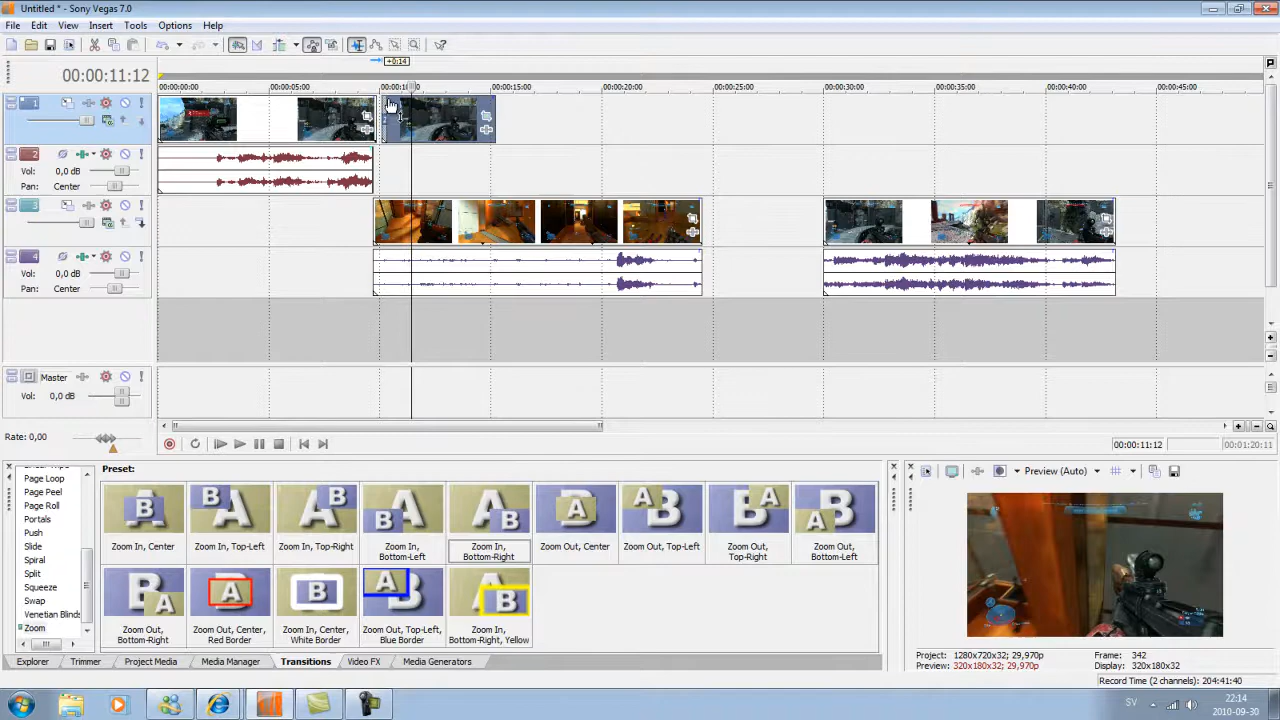 Untitled * - Sony Vegas 7.0
File Edit View Insert Tools Options Help
+0:14
00:00:11:12
00:00:00:00 00:00:05:00 00:00:10:00 00:00:15:00 00:00:20:00 00:00:25:00 00:00:30:00 00:00:35:00 00:00:40:00 00:00:45:00
1
2
Vol: 0,0 dB
Pan: Center
3
4
Vol: 0,0 dB
Pan: Center
Master
Vol: 0,0 dB
Rate: 0,00
00:00:11:12 00:01:20:11
Page Loop
Page Peel
Page Roll
Portals
Push
Slide
Spiral
Split
Squeeze
Swap
Venetian Blinds
Zoom
Preset:
Zoom In, Center
Zoom In, Top-Left
Zoom In, Top-Right
Zoom In, Bottom-Left
Zoom In, Bottom-Right
Zoom Out, Center
Zoom Out, Top-Left
Zoom Out, Top-Right
Zoom Out, Bottom-Left
Zoom Out, Bottom-Right
Zoom Out, Center, Red Border
Zoom In, Center, White Border
Zoom Out, Top-Left, Blue Border
Zoom In, Bottom-Right, Yellow
Preview (Auto)
Project: 1280x720x32; 29,970p Frame: 342
Preview: 320x180x32; 29,970p Display: 320x180x32
Explorer Trimmer Project Media Media Manager Transitions Video FX Media Generators
Record Time (2 channels): 204:41:40
SV
22:14
2010-09-30